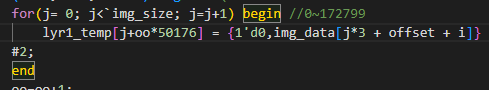 for(j= 0; j<`img_size; j=j+1) begin //0~172799
lyr1_temp[j+oo*50176] = {1'd0,img_data[j*3 + offset + i]}
#2;
end